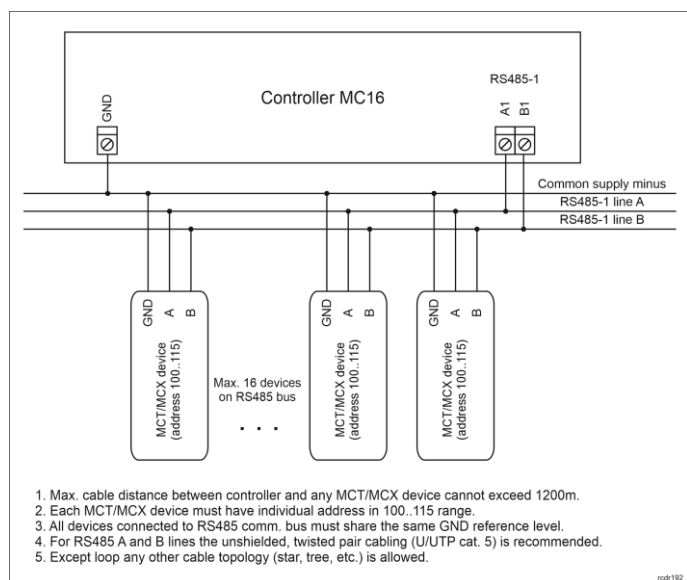 Controller MC16
RS485-1
GND
A1
B1
Common supply minus
RS485-1 line A
RS485-1 line B
GND
A
B
MCT/MCX device
(address 100..115)
Max. 16 devices
on RS485 bus
. . .
GND
A
B
MCT/MCX device
(address 100..115)
GND
A
B
MCT/MCX device
(address 100..115)
1. Max. cable distance between controller and any MCT/MCX device cannot exceed 1200m.
2. Each MCT/MCX device must have individual address in 100..115 range.
3. All devices connected to RS485 comm. bus must share the same GND reference level.
4. For RS485 A and B lines the unshielded, twisted pair cabling (U/UTP cat. 5) is recommended.
5. Except loop any other cable topology (star, tree, etc.) is allowed.
rcdr192